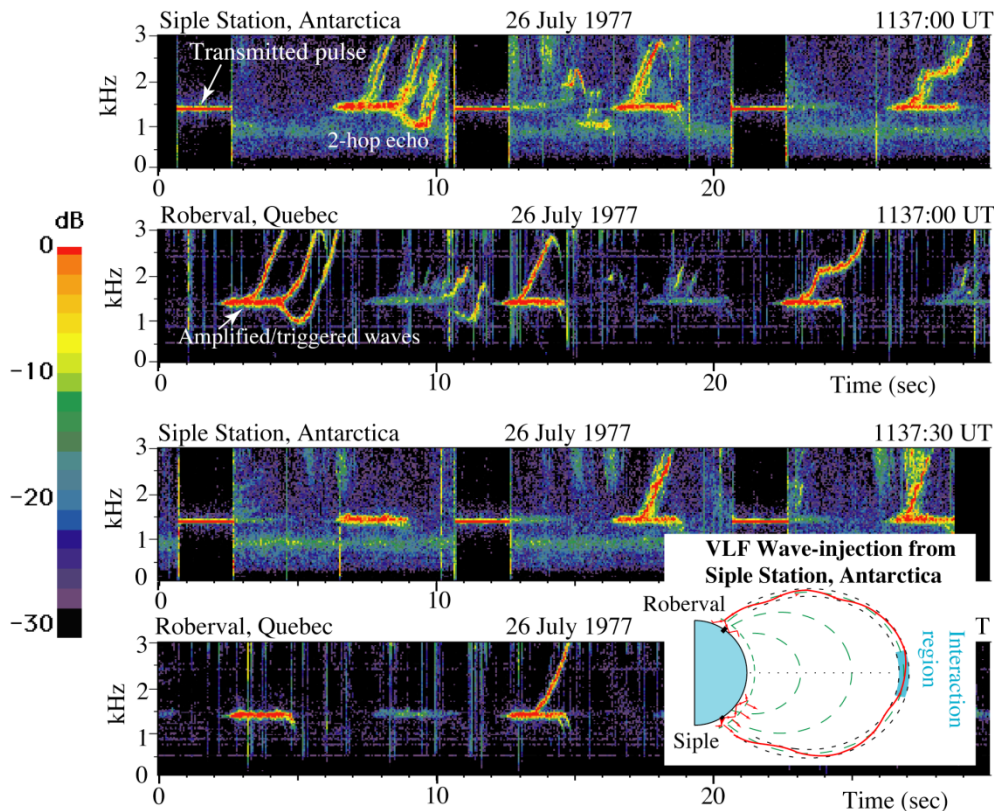 Siple Station, Antarctica 26 July 1977 1137:00 UT
3
Transmitted pulse
2
kHz
1
2-hop echo
0
0 10 20
Roberval, Quebec 26 July 1977 1137:00 UT
dB
0
3
2
kHz
1
Amplified/triggered waves
0
0 10 20 Time (sec)
-10
Siple Station, Antarctica 26 July 1977 1137:30 UT
3
2
-20
kHz
1
0
VLF Wave-injection from
Siple Station, Antarctica
-30
Roberval
Roberval, Quebec 26 July 1977 T
3
2
kHz
1
0
Interaction
region
Siple
0 10 20
Time (sec)